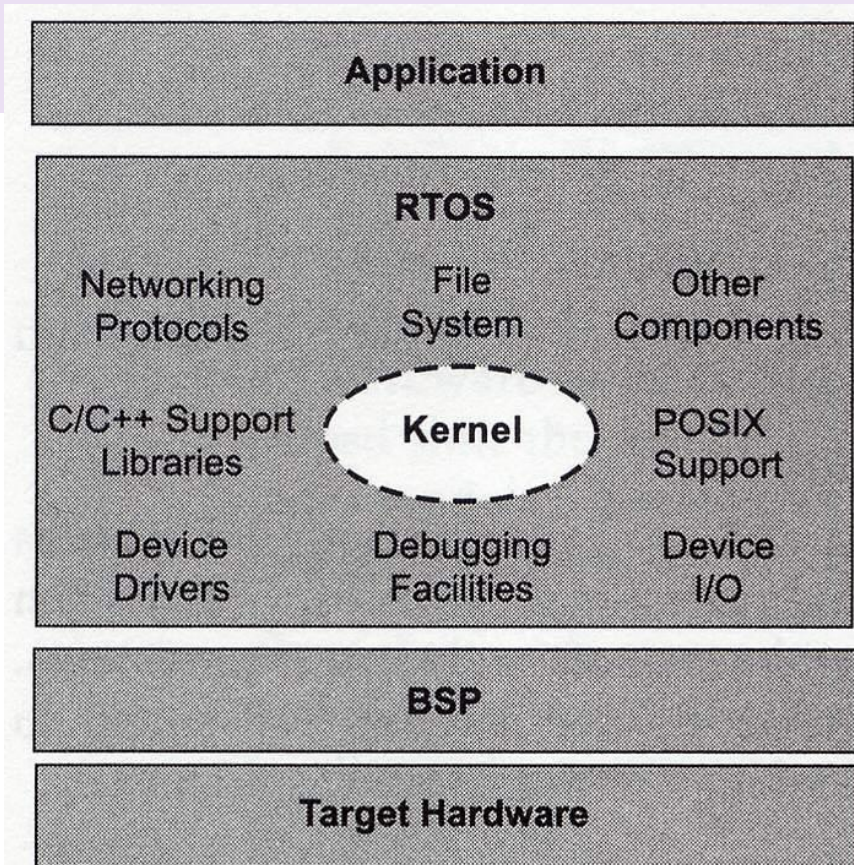 Application
RTOS
Networking
Protocols
File
System
Other
Components
C/C++ Support
Libraries
Kernel
POSIX
Support
Device
Drivers
Debugging
Facilities
Device
I/O
BSP
Target Hardware